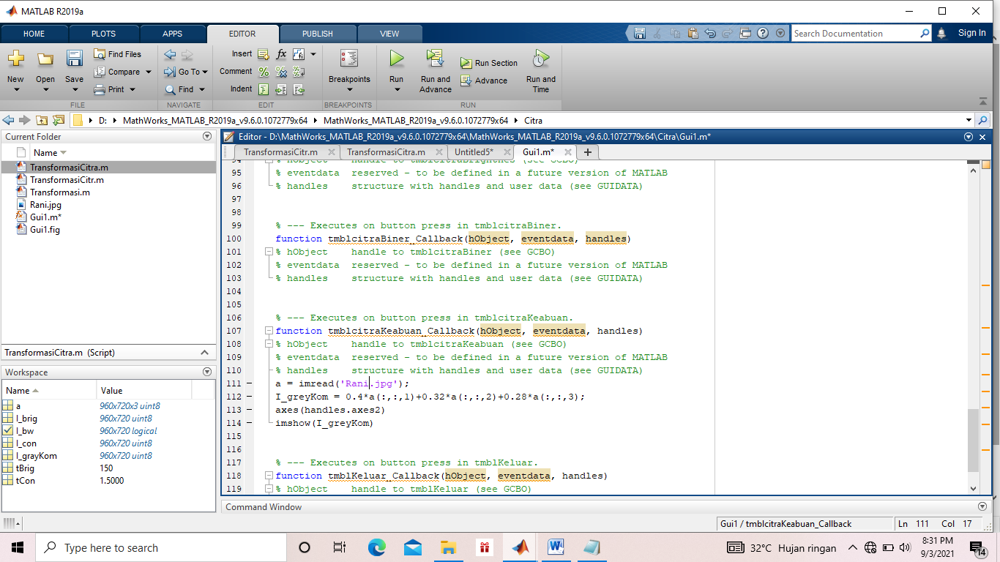 MATLAB R2019a
HOME PLOTS APPS EDITOR PUBLISH VIEW Search Documentation Sign In
New Open Save Find Files Compare Print Go To Find Insert Comment Indent fx Breakpoints Run Run and Advance Run Section Advance Run and Time
FILE NAVIGATE EDIT BREAKPOINTS RUN
D: MathWorks_MATLAB_R2019a_v9.6.0.1072779x64 MathWorks_MATLAB_R2019a_v9.6.0.1072779x64 Citra
Current Folder
Name
TransformasiCitra.m
TransformasiCitr.m
Transformasi.m
Rani.jpg
Gui1.m*
Gui1.fig
TransformasiCitra.m (Script)
Workspace
Name Value
a 960x720x3 uint8
I_brig 960x720 uint8
I_bw 960x720 logical
I_con 960x720 uint8
I_grayKom 960x720 uint8
tBrig 150
tCon 1.5000
Editor - D:\MathWorks_MATLAB_R2019a_v9.6.0.1072779x64\MathWorks_MATLAB_R2019a_v9.6.0.1072779x64\Citra\Gui1.m*
TransformasiCitr.m TransformasiCitra.m Untitled5* Gui1.m* +
94 % hObject handle to tmblcitraBrightnes (see GCBO)
95 % eventdata reserved - to be defined in a future version of MATLAB
96 % handles structure with handles and user data (see GUIDATA)
97
98
99 % --- Executes on button press in tmblcitraBiner.
100 function tmblcitraBiner_Callback(hObject, eventdata, handles)
101 % hObject handle to tmblcitraBiner (see GCBO)
102 % eventdata reserved - to be defined in a future version of MATLAB
103 % handles structure with handles and user data (see GUIDATA)
104
105
106 % --- Executes on button press in tmblcitraKeabuan.
107 function tmblcitraKeabuan_Callback(hObject, eventdata, handles)
108 % hObject handle to tmblcitraKeabuan (see GCBO)
109 % eventdata reserved - to be defined in a future version of MATLAB
110 % handles structure with handles and user data (see GUIDATA)
111 a = imread('Rani.jpg');
112 I_greyKom = 0.4*a(:,:,1)+0.32*a(:,:,2)+0.28*a(:,:,3);
113 axes(handles.axes2)
114 imshow(I_greyKom)
115
116
117 % --- Executes on button press in tmblKeluar.
118 function tmblKeluar_Callback(hObject, eventdata, handles)
119 % hObject handle to tmblKeluar (see GCBO)
Command Window
Gui1 / tmblcitraKeabuan_Callback Ln 111 Col 17
Type here to search
32°C Hujan ringan
8:31 PM
9/3/2021
14